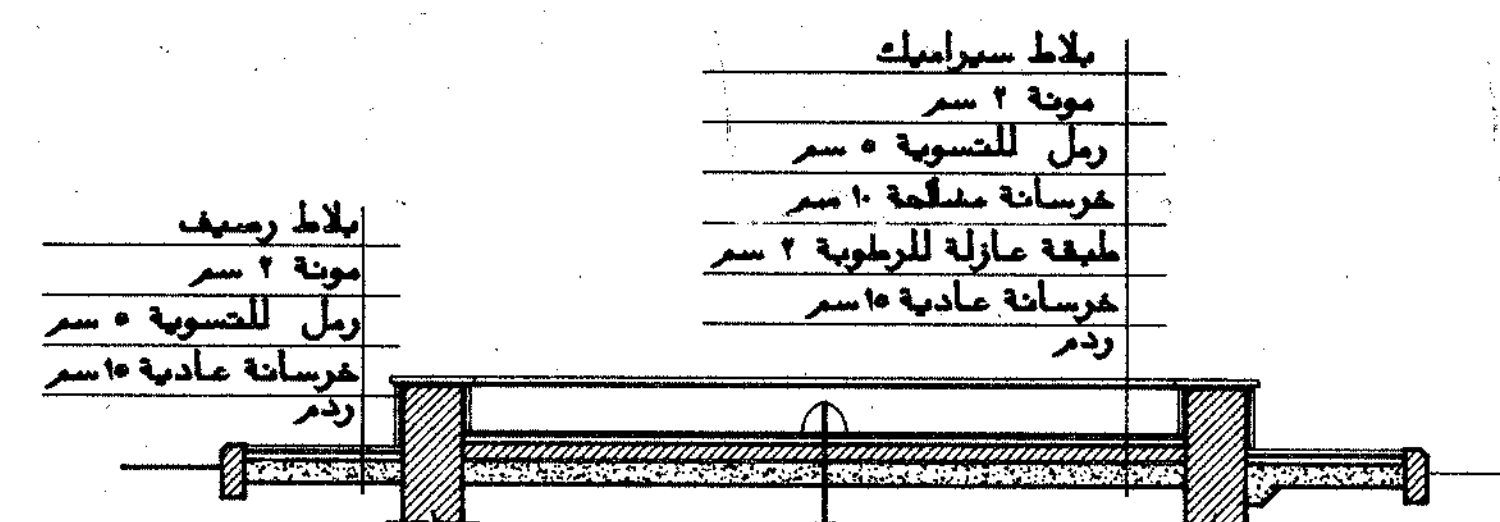 بلاط سيراميك
مونة ٢ سم
رمل للتسوية ٥ سم
خرسانة مسلحة ١٠ سم
طبقة عازلة للرطوبة ٢ سم
خرسانة عادية ١٥ سم
ردم
بلاط رصيف
مونة ٢ سم
رمل للتسوية ٥ سم
خرسانة عادية ١٥ سم
ردم